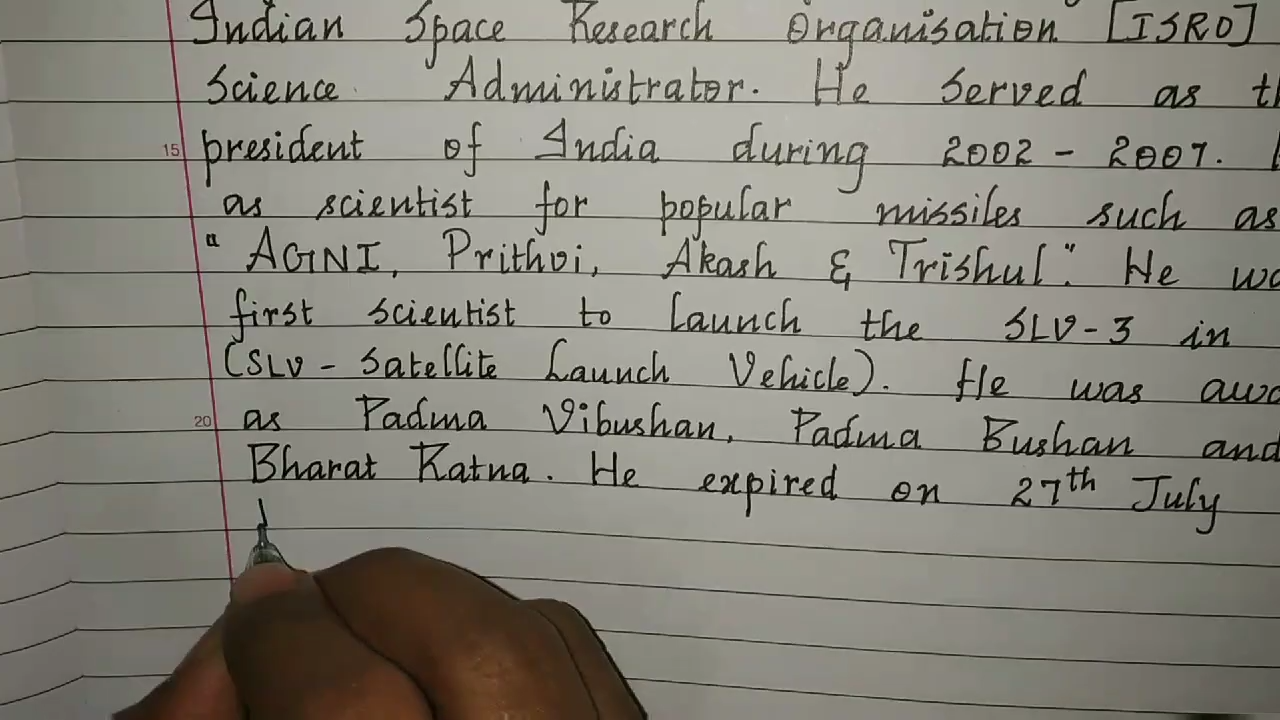 Indian Space Research Organisation [ISRO]
Science Administrator. He Served as
15 president of India during 2002 - 2007.
as scientist for popular missiles such as
"AGNI, Prithvi, Akash & Trishul". He
first scientist to Launch the SLV-3 in
(SLV - Satellite Launch Vehicle). He was
20 as Padma Vibushan, Padma Bushan and
Bharat Ratna. He expired on 27th July